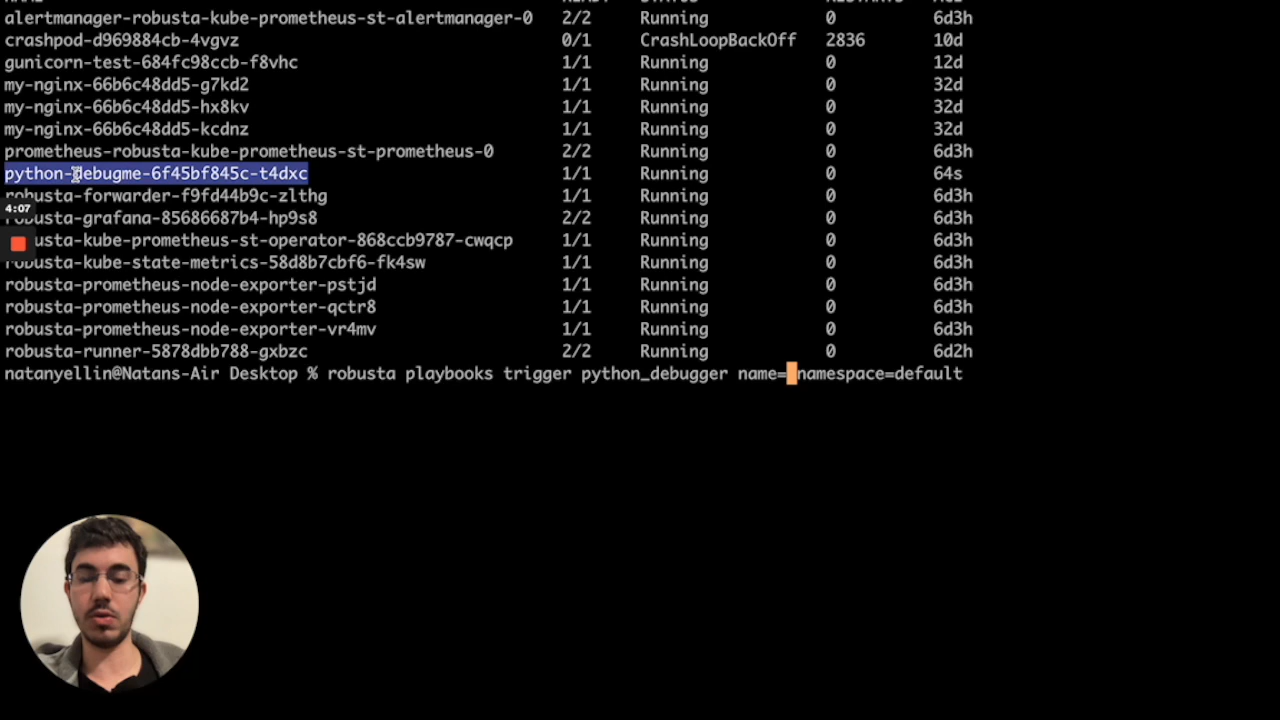 alertmanager-robusta-kube-prometheus-st-alertmanager-0 2/2 Running 0 6d3h
crashpod-d969884cb-4vgvz 0/1 CrashLoopBackOff 2836 10d
gunicorn-test-684fc98ccb-f8vhc 1/1 Running 0 12d
my-nginx-66b6c48dd5-g7kd2 1/1 Running 0 32d
my-nginx-66b6c48dd5-hx8kv 1/1 Running 0 32d
my-nginx-66b6c48dd5-kcdnz 1/1 Running 0 32d
prometheus-robusta-kube-prometheus-st-prometheus-0 2/2 Running 0 6d3h
python-debugme-6f45bf845c-t4dxc 1/1 Running 0 64s
robusta-forwarder-f9fd44b9c-zlthg 1/1 Running 0 6d3h
4:07
usta-grafana-85686687b4-hp9s8 2/2 Running 0 6d3h
usta-kube-prometheus-st-operator-868ccb9787-cwqcp 1/1 Running 0 6d3h
robusta-kube-state-metrics-58d8b7cbf6-fk4sw 1/1 Running 0 6d3h
robusta-prometheus-node-exporter-pstjd 1/1 Running 0 6d3h
robusta-prometheus-node-exporter-qctr8 1/1 Running 0 6d3h
robusta-prometheus-node-exporter-vr4mv 1/1 Running 0 6d3h
robusta-runner-5878dbb788-gxbzc 2/2 Running 0 6d2h
natanyellin@Natans-Air Desktop % robusta playbooks trigger python_debugger name= namespace=default